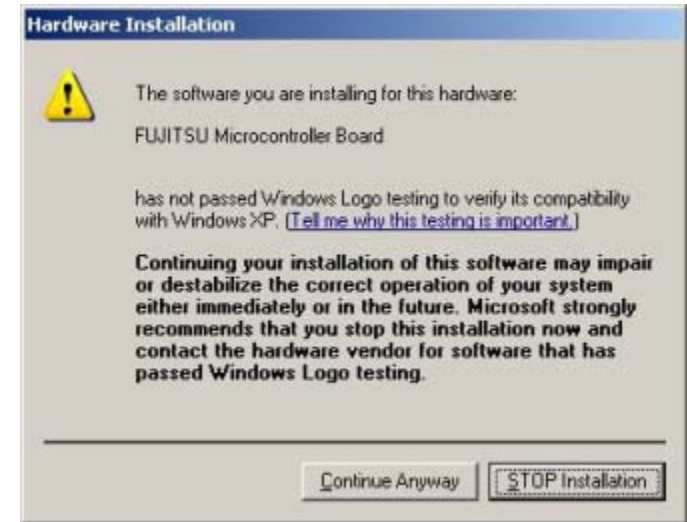 Hardware Installation
The software you are installing for this hardware:
FUJITSU Microcontroller Board
has not passed Windows Logo testing to verify its compatibility
with Windows XP. (Tell me why this testing is important.)
Continuing your installation of this software may impair
or destabilize the correct operation of your system
either immediately or in the future. Microsoft strongly
recommends that you stop this installation now and
contact the hardware vendor for software that has
passed Windows Logo testing.
Continue Anyway
STOP Installation